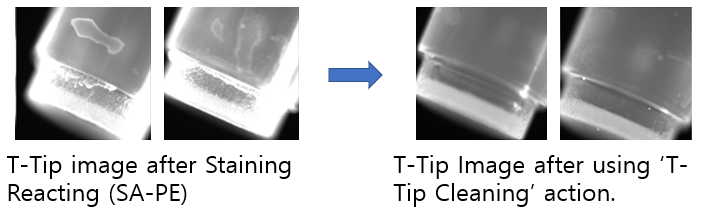 T-Tip image after Staining
Reacting (SA-PE)
T-Tip Image after using ‘T-
Tip Cleaning’ action.